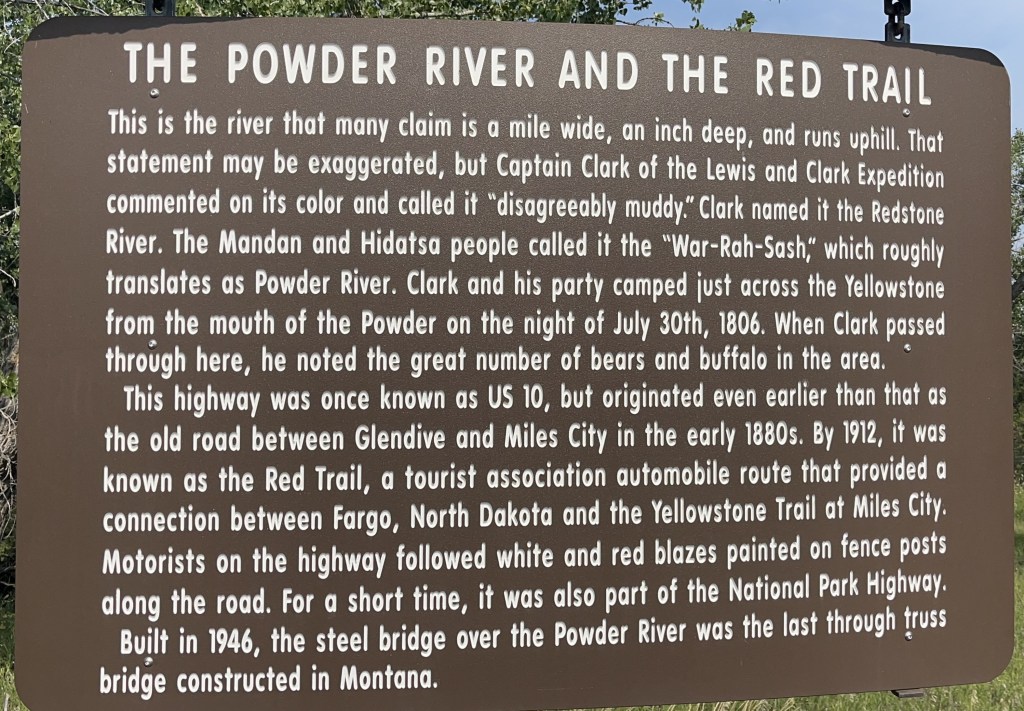 THE POWDER RIVER AND THE RED TRAIL
This is the river that many claim is a mile wide, an inch deep, and runs uphill. That
statement may be exaggerated, but Captain Clark of the Lewis and Clark Expedition
commented on its color and called it “disagreeably muddy.” Clark named it the Redstone
River. The Mandan and Hidatsa people called it the “War-Rah-Sash,” which roughly
translates as Powder River. Clark and his party camped just across the Yellowstone
from the mouth of the Powder on the night of July 30th, 1806. When Clark passed
through here, he noted the great number of bears and buffalo in the area.
This highway was once known as US 10, but originated even earlier than that as
the old road between Glendive and Miles City in the early 1880s. By 1912, it was
known as the Red Trail, a tourist association automobile route that provided a
connection between Fargo, North Dakota and the Yellowstone Trail at Miles City.
Motorists on the highway followed white and red blazes painted on fence posts
along the road. For a short time, it was also part of the National Park Highway.
Built in 1946, the steel bridge over the Powder River was the last through truss
bridge constructed in Montana.